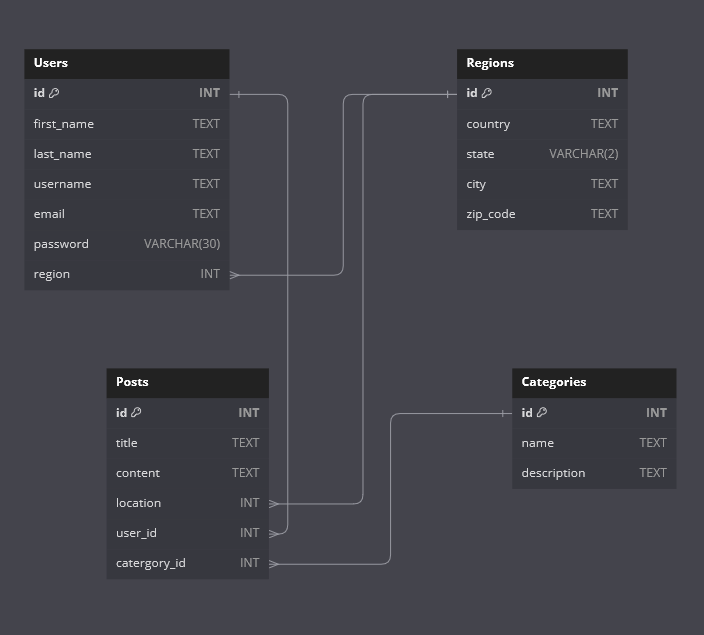 Users
id INT
first_name TEXT
last_name TEXT
username TEXT
email TEXT
password VARCHAR(30)
region INT
Regions
id INT
country TEXT
state VARCHAR(2)
city TEXT
zip_code TEXT
Posts
id INT
title TEXT
content TEXT
location INT
user_id INT
catergory_id INT
Categories
id INT
name TEXT
description TEXT